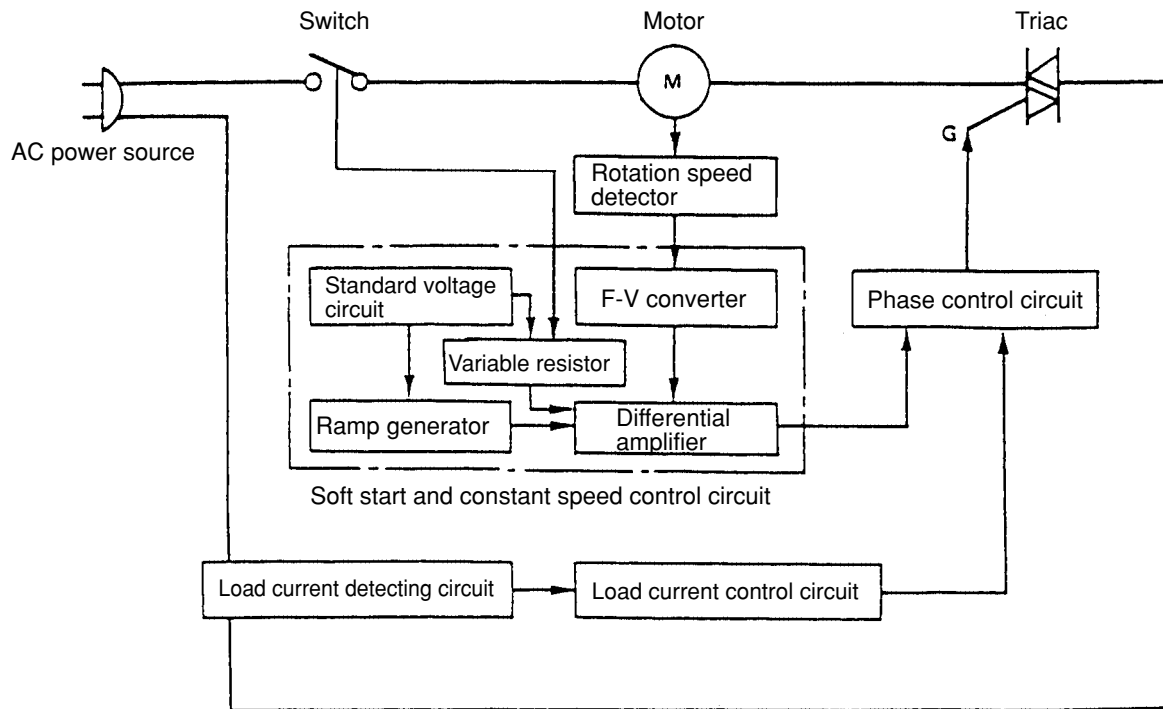 Switch
Motor
Triac
M
G
AC power source
Rotation speed
detector
Standard voltage
circuit
F-V converter
Phase control circuit
Variable resistor
Ramp generator
Differential
amplifier
Soft start and constant speed control circuit
Load current detecting circuit
Load current control circuit